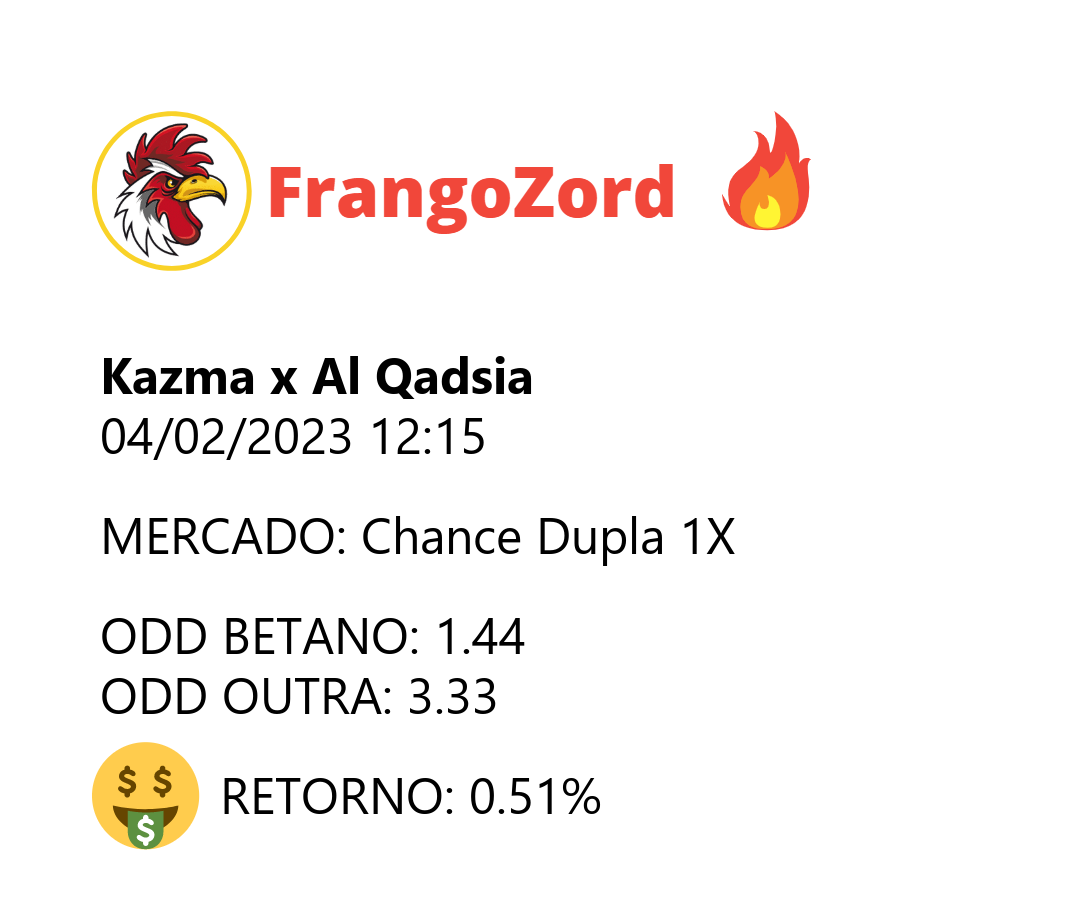 FrangoZord
Kazma x Al Qadsia
04/02/2023 12:15
MERCADO: Chance Dupla 1X
ODD BETANO: 1.44
ODD OUTRA: 3.33
RETORNO: 0.51%